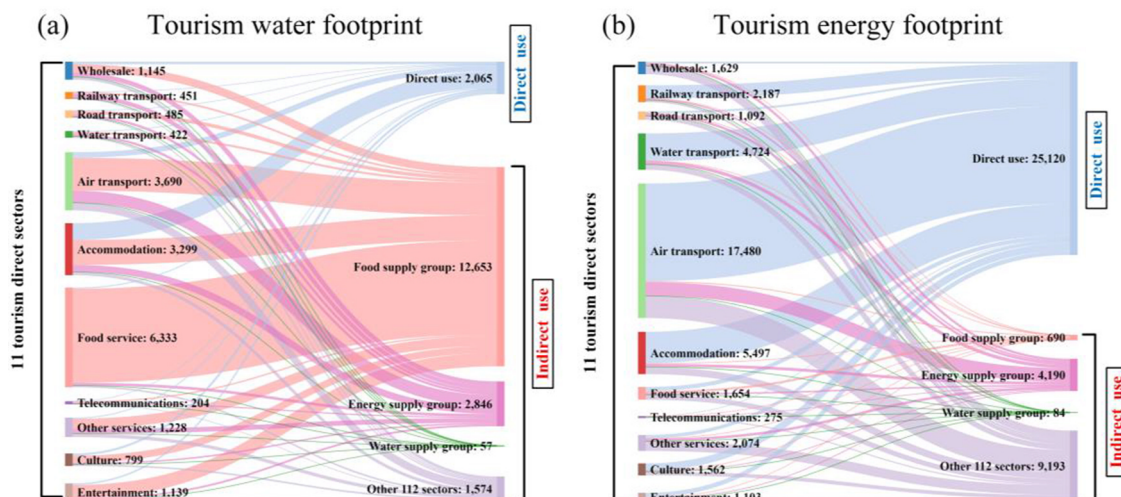 (a) Tourism water footprint
Direct use
11 tourism direct sectors
Wholesale: 1,145
Railway transport: 451
Road transport: 485
Water transport: 422
Air transport: 3,690
Accommodation: 3,299
Food service: 6,333
Telecommunications: 204
Other services: 1,228
Culture: 799
Entertainment: 1,139
Direct use: 2,065
Food supply group: 12,653
Energy supply group: 2,846
Water supply group: 57
Other 112 sectors: 1,574
Indirect use
(b) Tourism energy footprint
Direct use
11 tourism direct sectors
Wholesale: 1,629
Railway transport: 2,187
Road transport: 1,092
Water transport: 4,724
Air transport: 17,480
Accommodation: 5,497
Food service: 1,654
Telecommunications: 275
Other services: 2,074
Culture: 1,562
Entertainment: 1,103
Direct use: 25,120
Food supply group: 690
Energy supply group: 4,190
Water supply group: 84
Other 112 sectors: 9,193
Indirect use